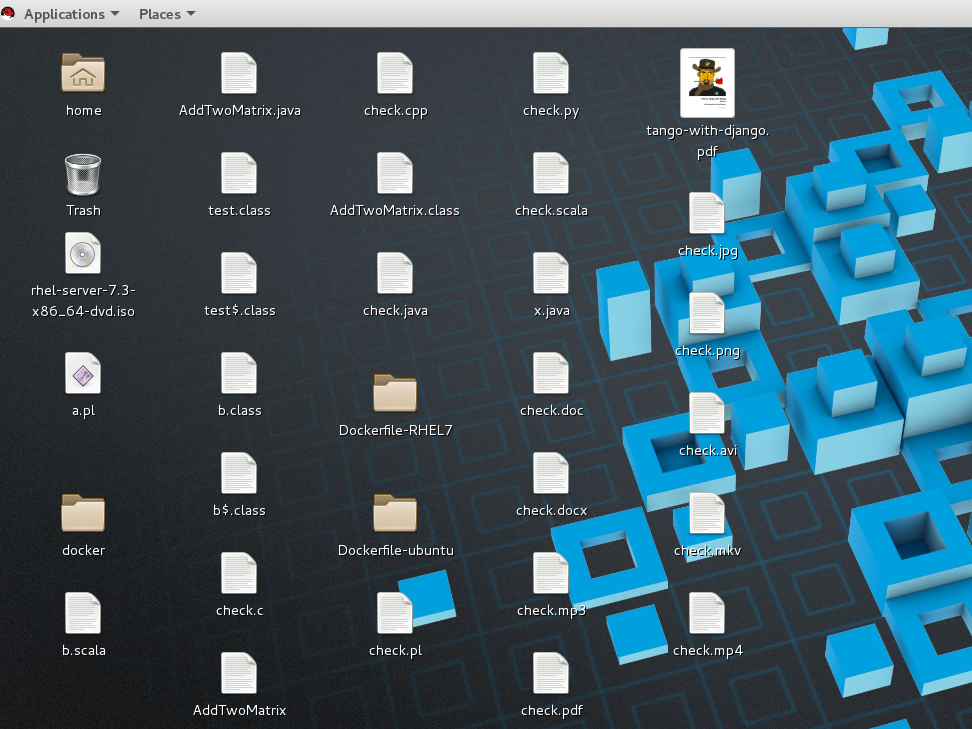 Applications
Places
home
Trash
rhel-server-7.3-
x86_64-dvd.iso
a.pl
docker
b.scala
AddTwoMatrix.java
test.class
test$.class
b.class
b$.class
check.c
AddTwoMatrix
check.cpp
AddTwoMatrix.class
check.java
Dockerfile-RHEL7
Dockerfile-ubuntu
check.pl
check.py
check.scala
x.java
check.doc
check.docx
check.mp3
check.pdf
tango-with-django.
pdf
check.jpg
check.png
check.avi
check.mkv
check.mp4